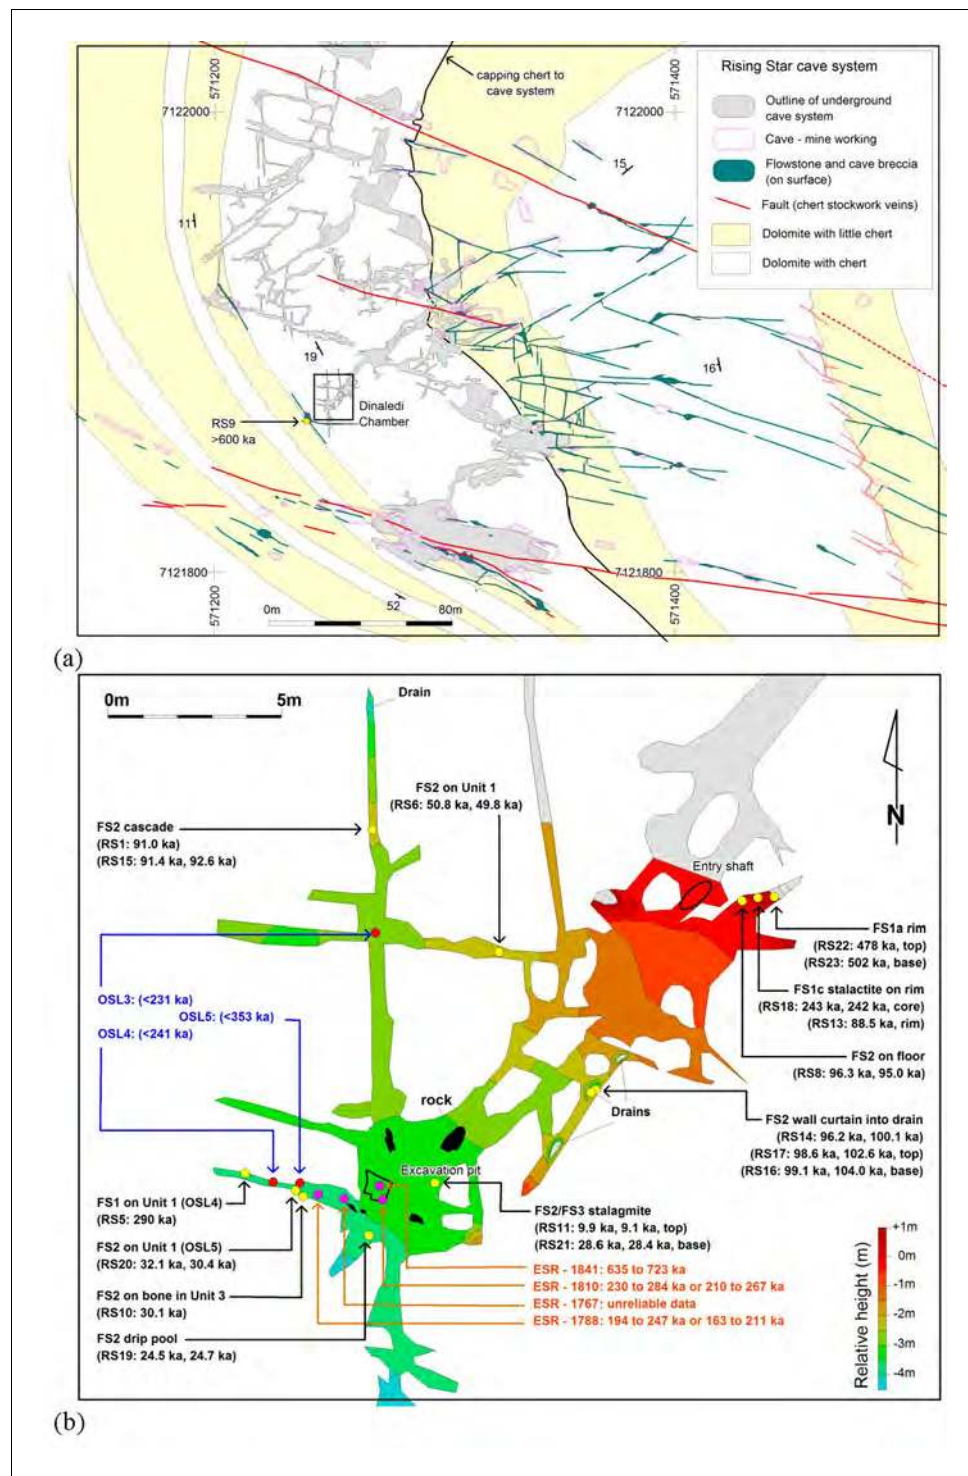 571200
571400
capping chert to
cave system
7122000
7122000
Rising Star cave system
Outline of underground
cave system
Cave - mine working
Flowstone and cave breccia
(on surface)
Fault (chert stockwork veins)
Dolomite with little chert
Dolomite with chert
15
11
19
16
Dinaledi
Chamber
RS9
>600 ka
7121800
7121800
571200
571400
52
0m
80m
(a)
0m
5m
Drain
N
FS2 on Unit 1
(RS6: 50.8 ka, 49.8 ka)
FS2 cascade
(RS1: 91.0 ka)
(RS15: 91.4 ka, 92.6 ka)
Entry shaft
FS1a rim
(RS22: 478 ka, top)
(RS23: 502 ka, base)
FS1c stalactite on rim
(RS18: 243 ka, 242 ka, core)
(RS13: 88.5 ka, rim)
FS2 on floor
(RS8: 96.3 ka, 95.0 ka)
OSL3: (<231 ka)
OSL5: (<353 ka)
OSL4: (<241 ka)
rock
Drains
FS2 wall curtain into drain
(RS14: 96.2 ka, 100.1 ka)
(RS17: 98.6 ka, 102.6 ka, top)
(RS16: 99.1 ka, 104.0 ka, base)
Excavation pit
FS1 on Unit 1 (OSL4)
(RS5: 290 ka)
FS2 on Unit 1 (OSL5)
(RS20: 32.1 ka, 30.4 ka)
FS2 on bone in Unit 3
(RS10: 30.1 ka)
FS2 drip pool
(RS19: 24.5 ka, 24.7 ka)
FS2/FS3 stalagmite
(RS11: 9.9 ka, 9.1 ka, top)
(RS21: 28.6 ka, 28.4 ka, base)
ESR - 1841: 635 to 723 ka
ESR - 1810: 230 to 284 ka or 210 to 267 ka
ESR - 1767: unreliable data
ESR - 1788: 194 to 247 ka or 163 to 211 ka
Relative height (m)
+1m
0m
-1m
-2m
-3m
-4m
(b)